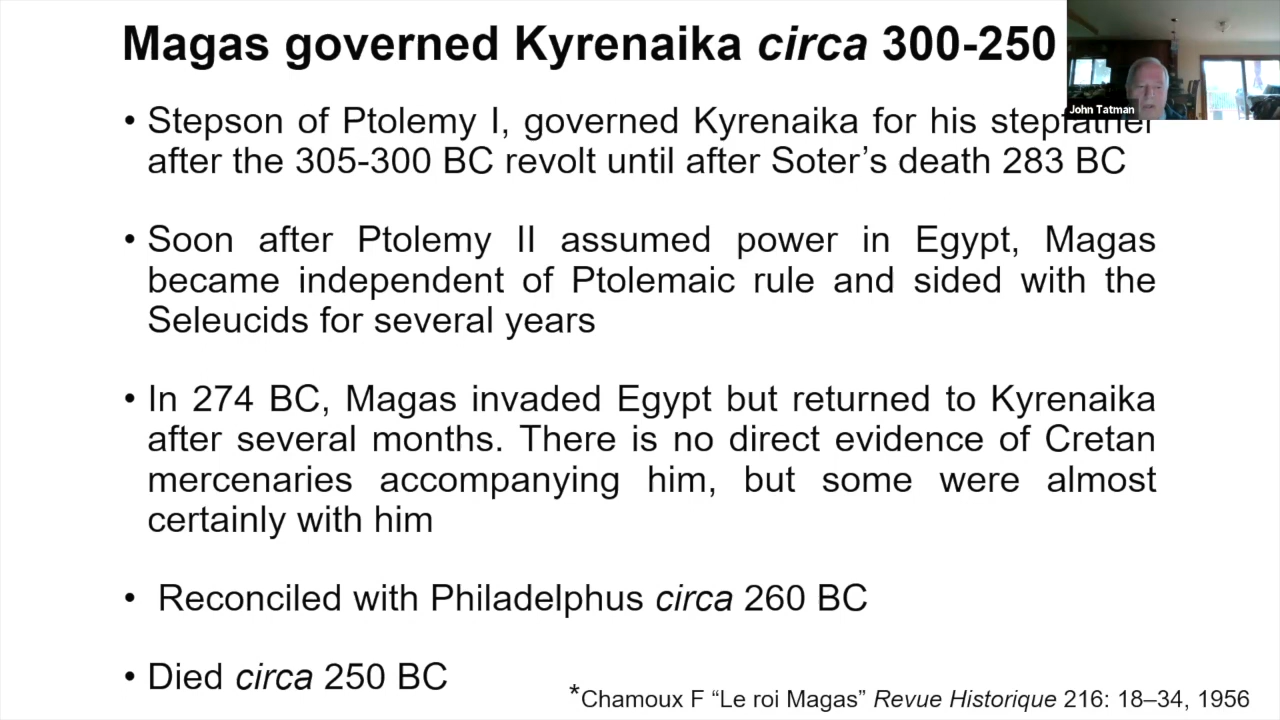 Magas governed Kyrenaika circa 300-250
John Tatman
• Stepson of Ptolemy I, governed Kyrenaika for his stepfather
after the 305-300 BC revolt until after Soter’s death 283 BC
• Soon after Ptolemy II assumed power in Egypt, Magas
became independent of Ptolemaic rule and sided with the
Seleucids for several years
• In 274 BC, Magas invaded Egypt but returned to Kyrenaika
after several months. There is no direct evidence of Cretan
mercenaries accompanying him, but some were almost
certainly with him
• Reconciled with Philadelphus circa 260 BC
• Died circa 250 BC
*Chamoux F “Le roi Magas” Revue Historique 216: 18–34, 1956